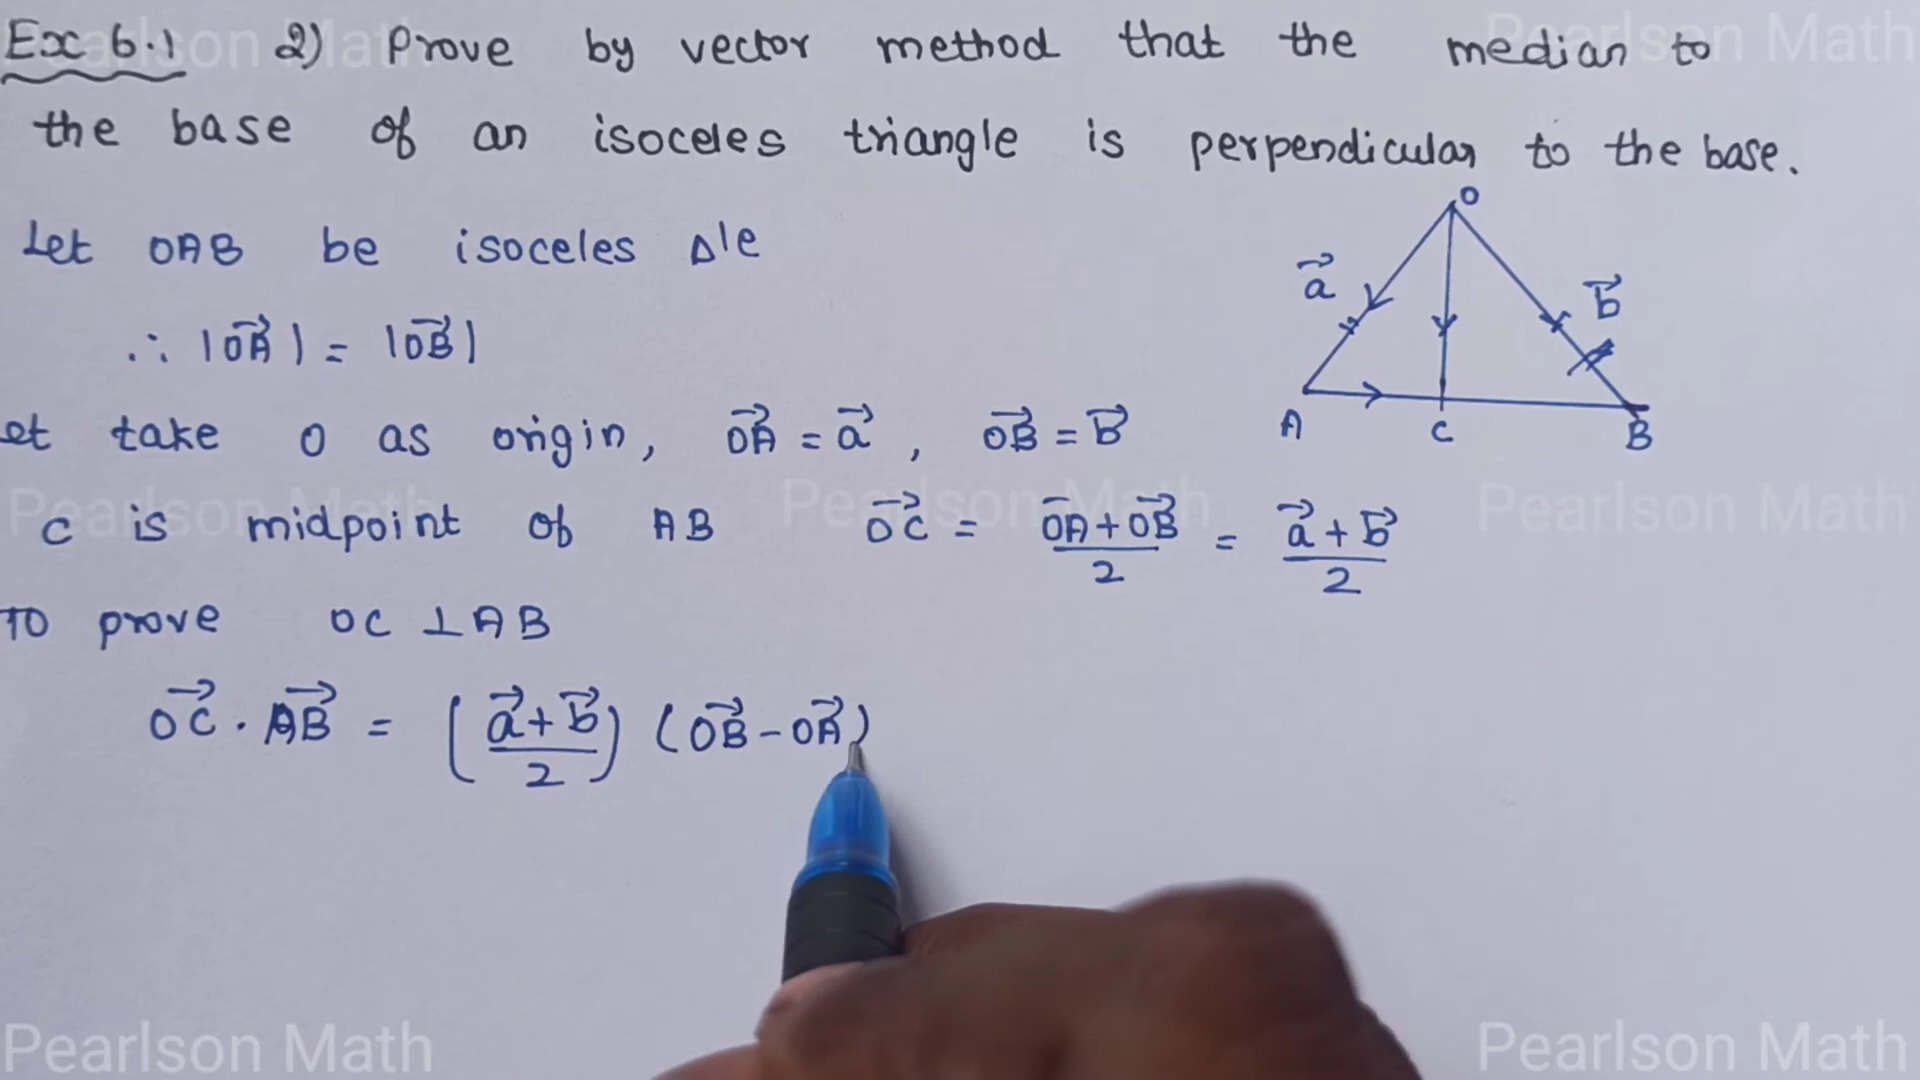 Ex 6.1 2) Prove by vector method that the median to
the base of an isoceles triangle is perpendicular to the base.
Let OAB be isoceles Δle
∴ |OA⃗| = |OB⃗|
et take O as origin, OA⃗ = a⃗ , OB⃗ = b⃗
C is midpoint of AB OC⃗ = (OA⃗ + OB⃗)/2 = (a⃗ + b⃗)/2
To prove OC ⊥ AB
OC⃗ . AB⃗ = ((a⃗ + b⃗)/2) (OB⃗ - OA⃗)
O
a⃗
b⃗
A
C
B
Pearlson Math
Pearlson Math
Pearlson Math
Pearlson Math
Pearlson Math
Pearlson Math
Pearlson Math